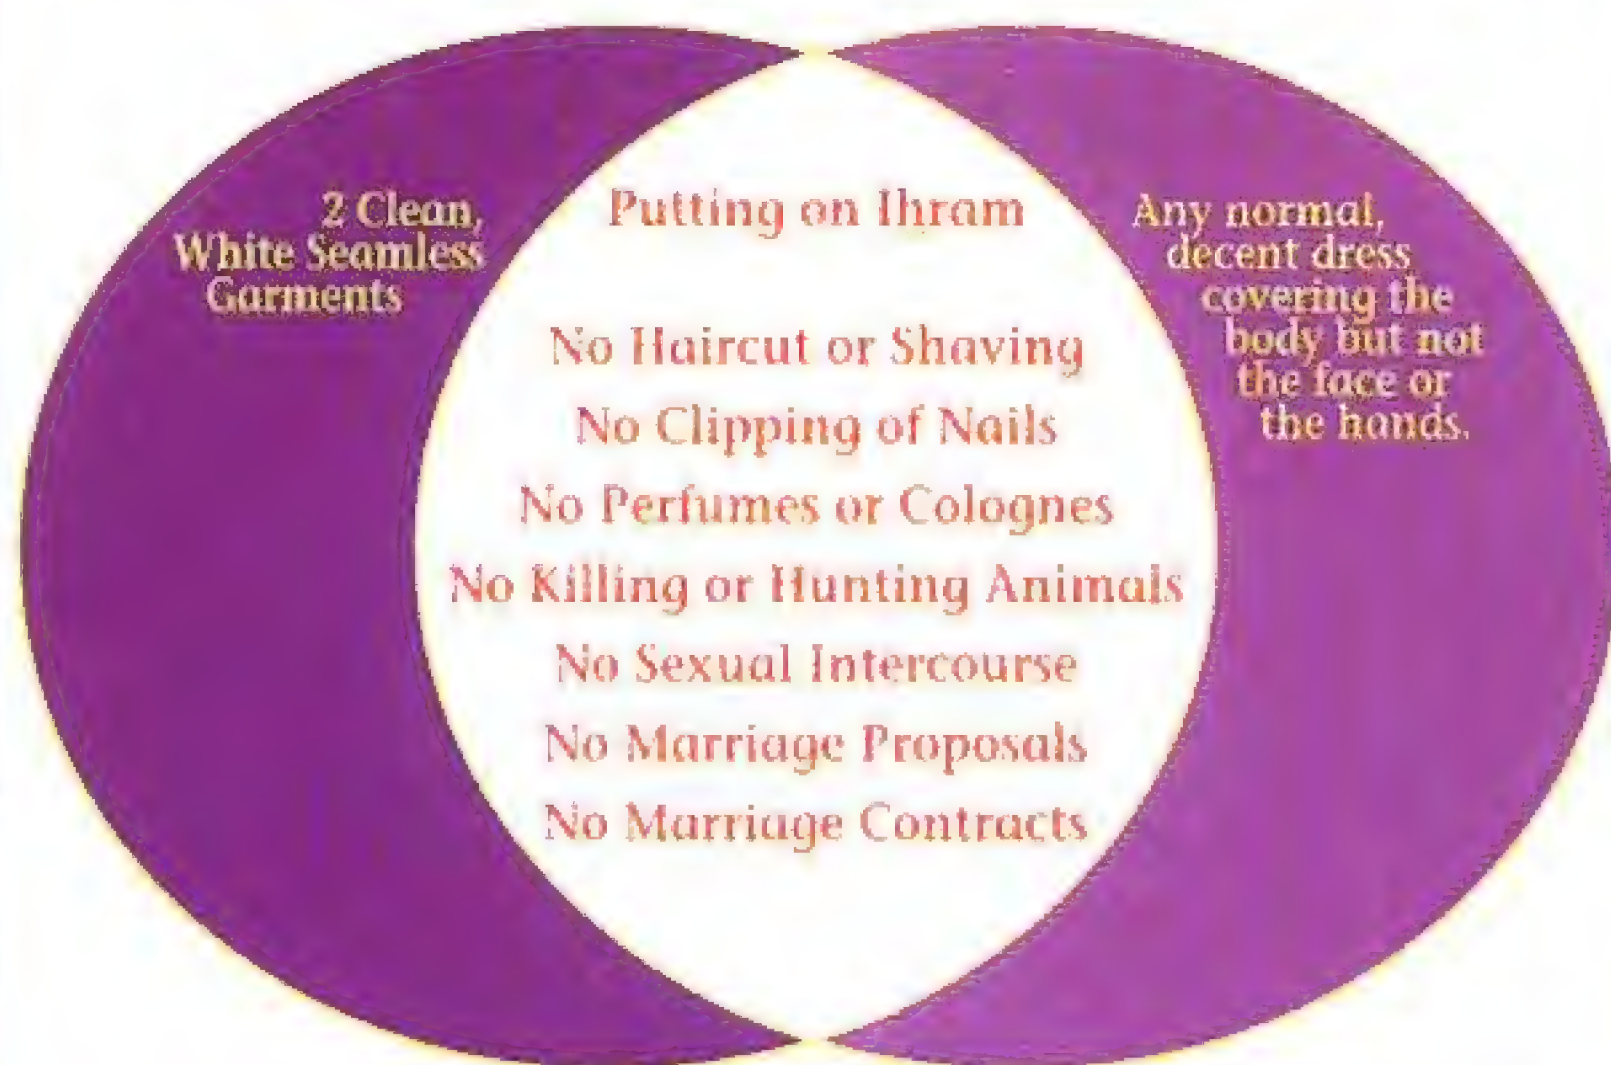 2 Clean,
White Seamless
Garments
Putting on Ihram
No Haircut or Shaving
No Clipping of Nails
No Perfumes or Colognes
No Killing or Hunting Animals
No Sexual Intercourse
No Marriage Proposals
No Marriage Contracts
Any normal,
decent dress
covering the
body but not
the face or
the hands.